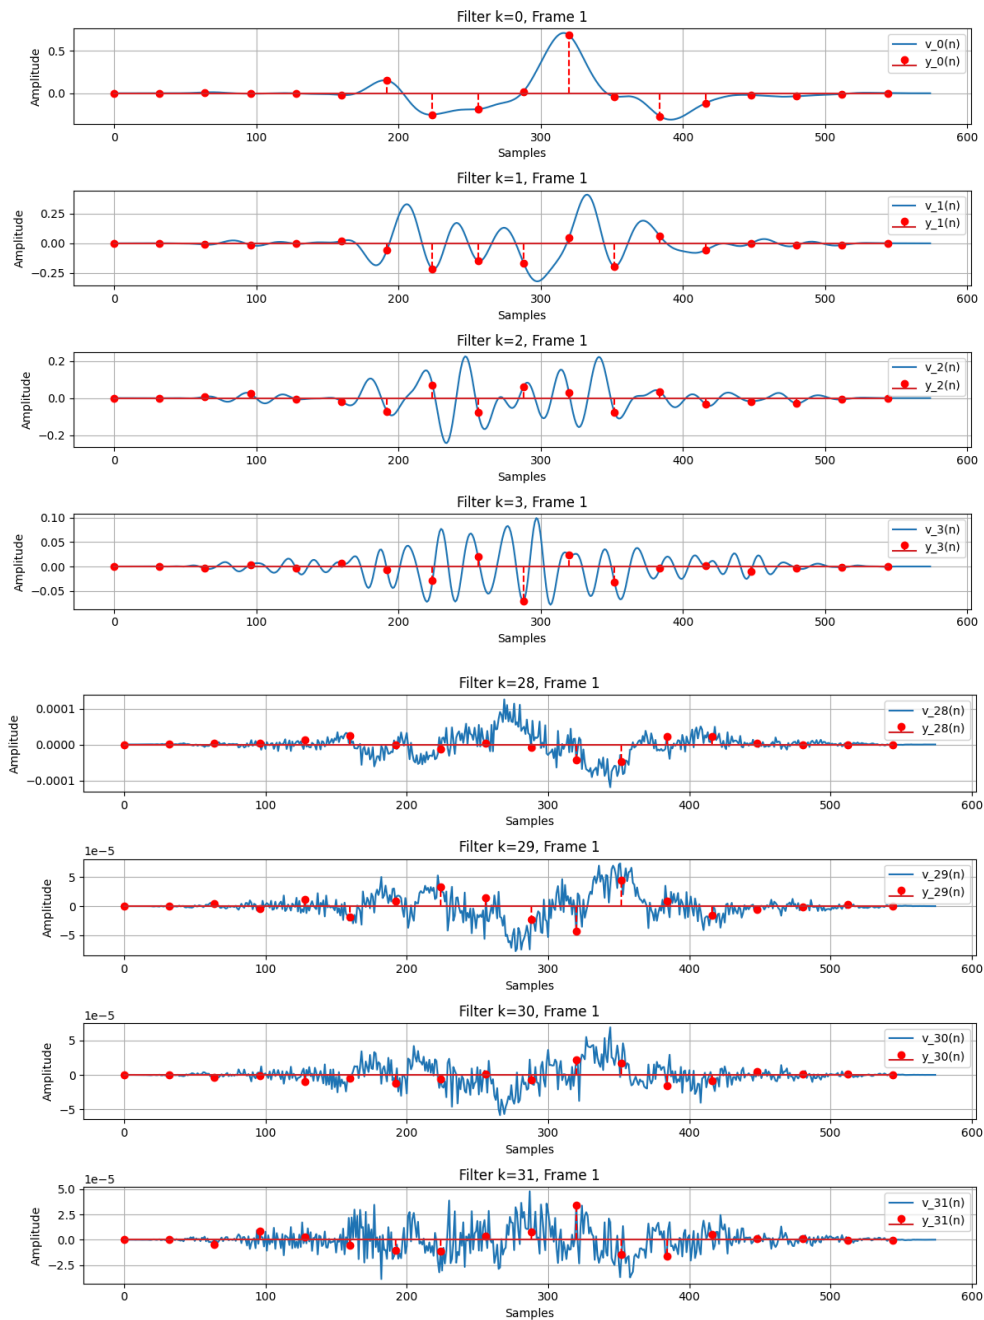 Filter k=0, Frame 1
0.5
0.0
Amplitude
v_0(n)
y_0(n)
0 100 200 300 400 500 600
Samples
Filter k=1, Frame 1
0.25
0.00
−0.25
Amplitude
v_1(n)
y_1(n)
0 100 200 300 400 500 600
Samples
Filter k=2, Frame 1
0.2
0.0
−0.2
Amplitude
v_2(n)
y_2(n)
0 100 200 300 400 500 600
Samples
Filter k=3, Frame 1
0.10
0.05
0.00
−0.05
Amplitude
v_3(n)
y_3(n)
0 100 200 300 400 500 600
Samples
Filter k=28, Frame 1
0.0001
0.0000
−0.0001
Amplitude
v_28(n)
y_28(n)
0 100 200 300 400 500 600
Samples
Filter k=29, Frame 1
1e−5
5
0
−5
Amplitude
v_29(n)
y_29(n)
0 100 200 300 400 500 600
Samples
Filter k=30, Frame 1
1e−5
5
0
−5
Amplitude
v_30(n)
y_30(n)
0 100 200 300 400 500 600
Samples
Filter k=31, Frame 1
1e−5
5.0
2.5
0.0
−2.5
Amplitude
v_31(n)
y_31(n)
0 100 200 300 400 500 600
Samples